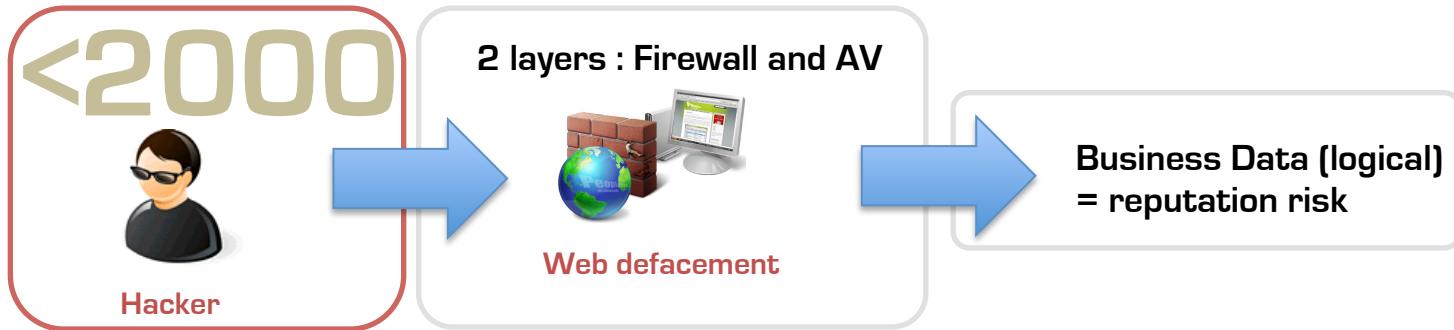 <2000
Hacker
2 layers : Firewall and AV
Web defacement
Business Data (logical)
= reputation risk